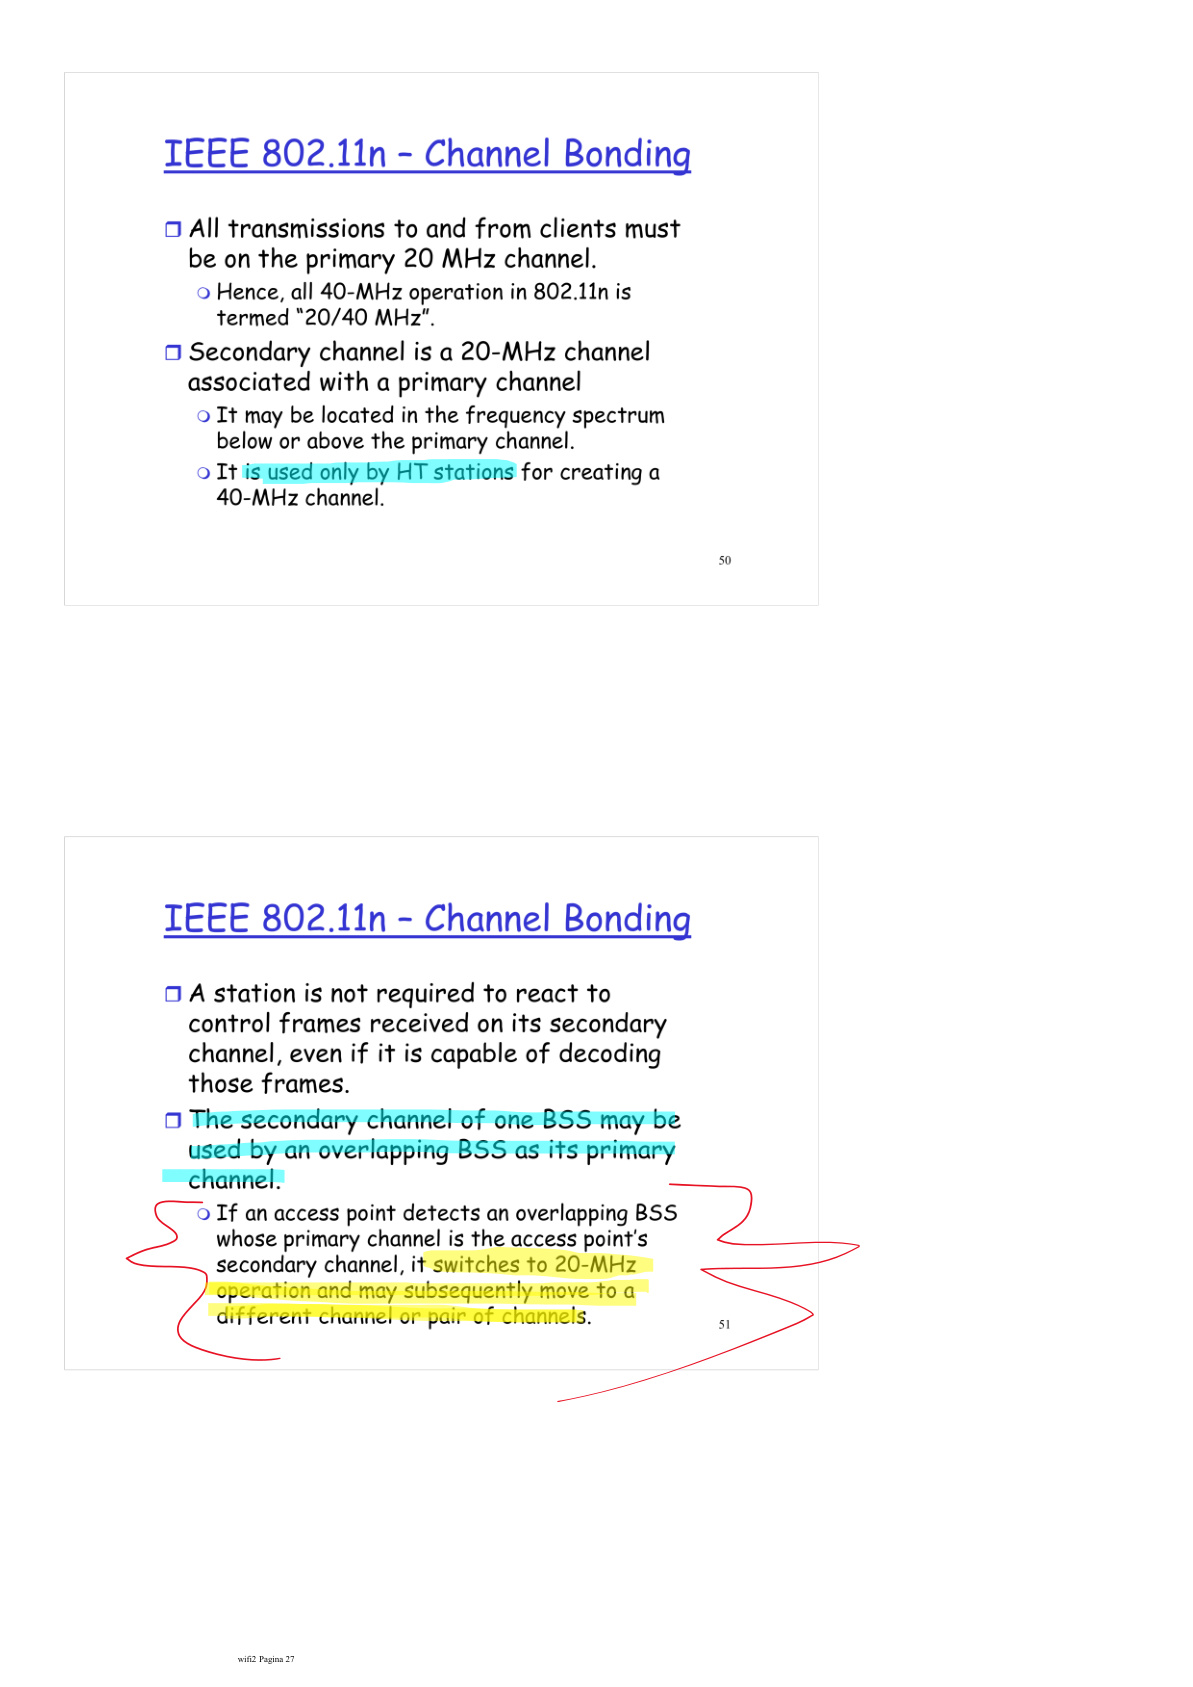 IEEE 802.11n – Channel Bonding
❒ All transmissions to and from clients must
be on the primary 20 MHz channel.
❍ Hence, all 40-MHz operation in 802.11n is
termed “20/40 MHz”.
❒ Secondary channel is a 20-MHz channel
associated with a primary channel
❍ It may be located in the frequency spectrum
below or above the primary channel.
❍ It is used only by HT stations for creating a
40-MHz channel.
50
IEEE 802.11n – Channel Bonding
❒ A station is not required to react to
control frames received on its secondary
channel, even if it is capable of decoding
those frames.
❒ The secondary channel of one BSS may be
used by an overlapping BSS as its primary
channel.
❍ If an access point detects an overlapping BSS
whose primary channel is the access point’s
secondary channel, it switches to 20-MHz
operation and may subsequently move to a
different channel or pair of channels.
51
wifi2 Pagina 27